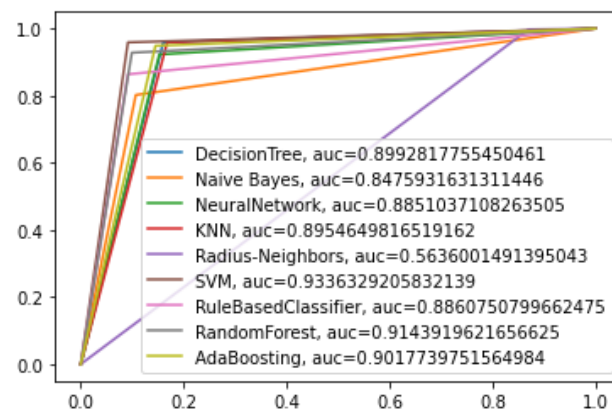 1.0
0.8
0.6
0.4
0.2
0.0
DecisionTree, auc=0.8992817755450461
Naive Bayes, auc=0.8475931631311446
NeuralNetwork, auc=0.8851037108263505
KNN, auc=0.8954649816519162
Radius-Neighbors, auc=0.5636001491395043
SVM, auc=0.9336329205832139
RuleBasedClassifier, auc=0.8860750799662475
RandomForest, auc=0.9143919621656625
AdaBoosting, auc=0.9017739751564984
0.0 0.2 0.4 0.6 0.8 1.0